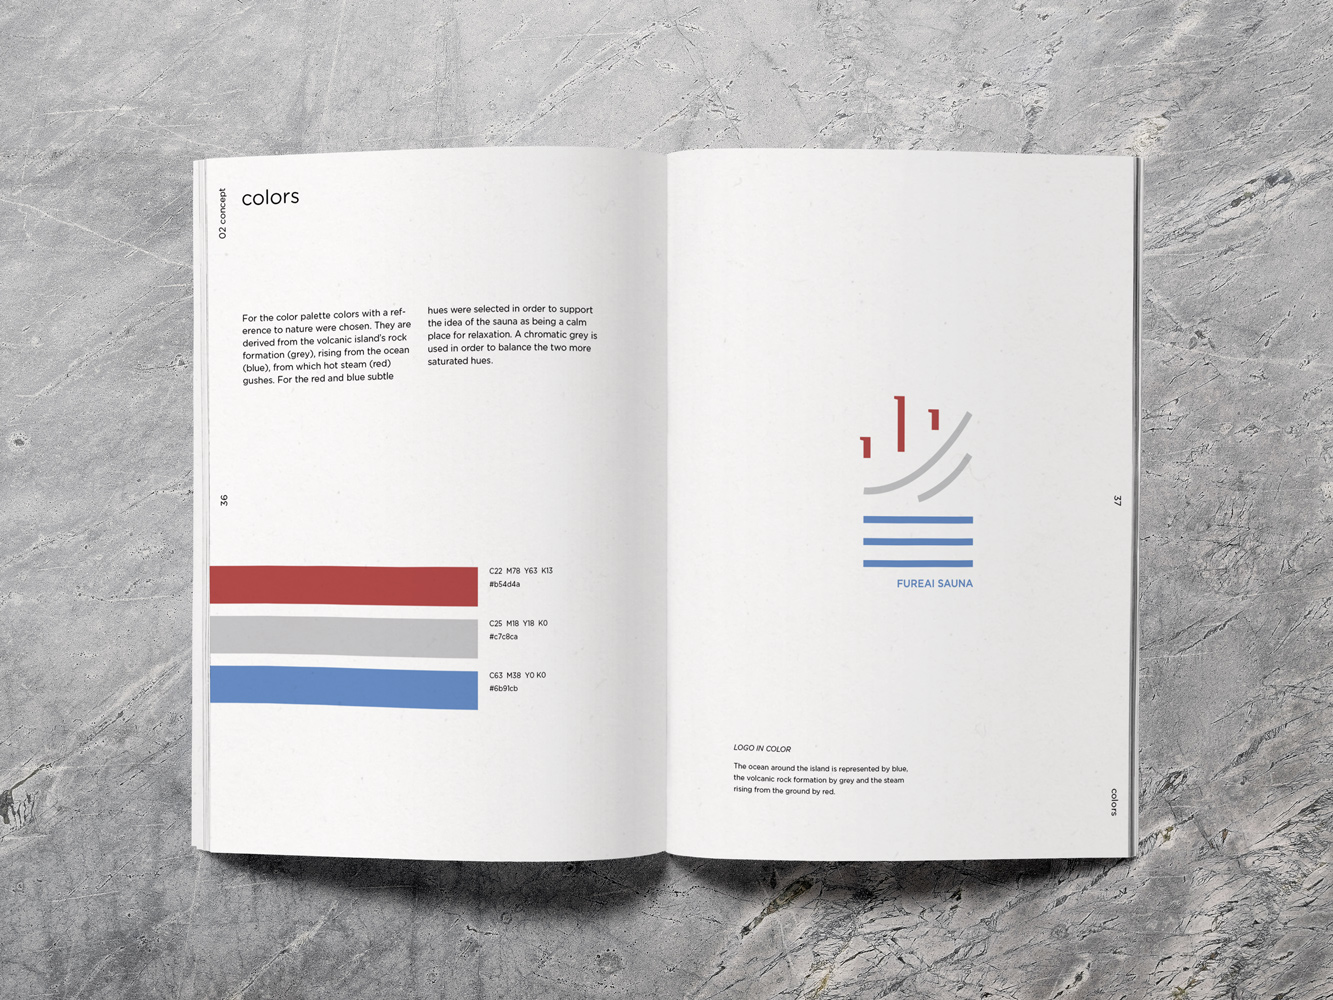 02 concept
colors
For the color palette colors with a ref-
erence to nature were chosen. They are
derived from the volcanic island's rock
formation (grey), rising from the ocean
(blue), from which hot steam (red)
gushes. For the red and blue subtle
hues were selected in order to support
the idea of the sauna as being a calm
place for relaxation. A chromatic grey is
used in order to balance the two more
saturated hues.
36
C22 M78 Y63 K13
#b54d4a
C25 M18 Y18 K0
#c7c8ca
C63 M38 Y0 K0
#6b91cb
FUREAI SAUNA
37
LOGO IN COLOR
The ocean around the island is represented by blue,
the volcanic rock formation by grey and the steam
rising from the ground by red.
colors